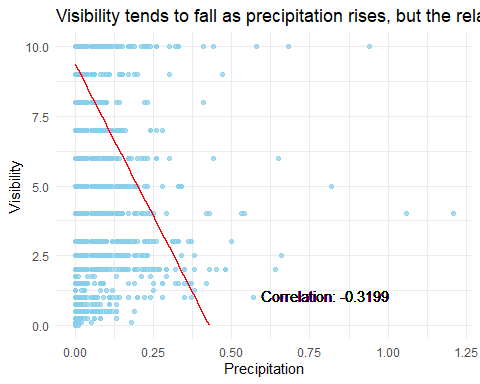 Visibility tends to fall as precipitation rises, but the rela
10.0
7.5
5.0
2.5
0.0
Visibility
Correlation: -0.3199
0.00 0.25 0.50 0.75 1.00 1.25
Precipitation